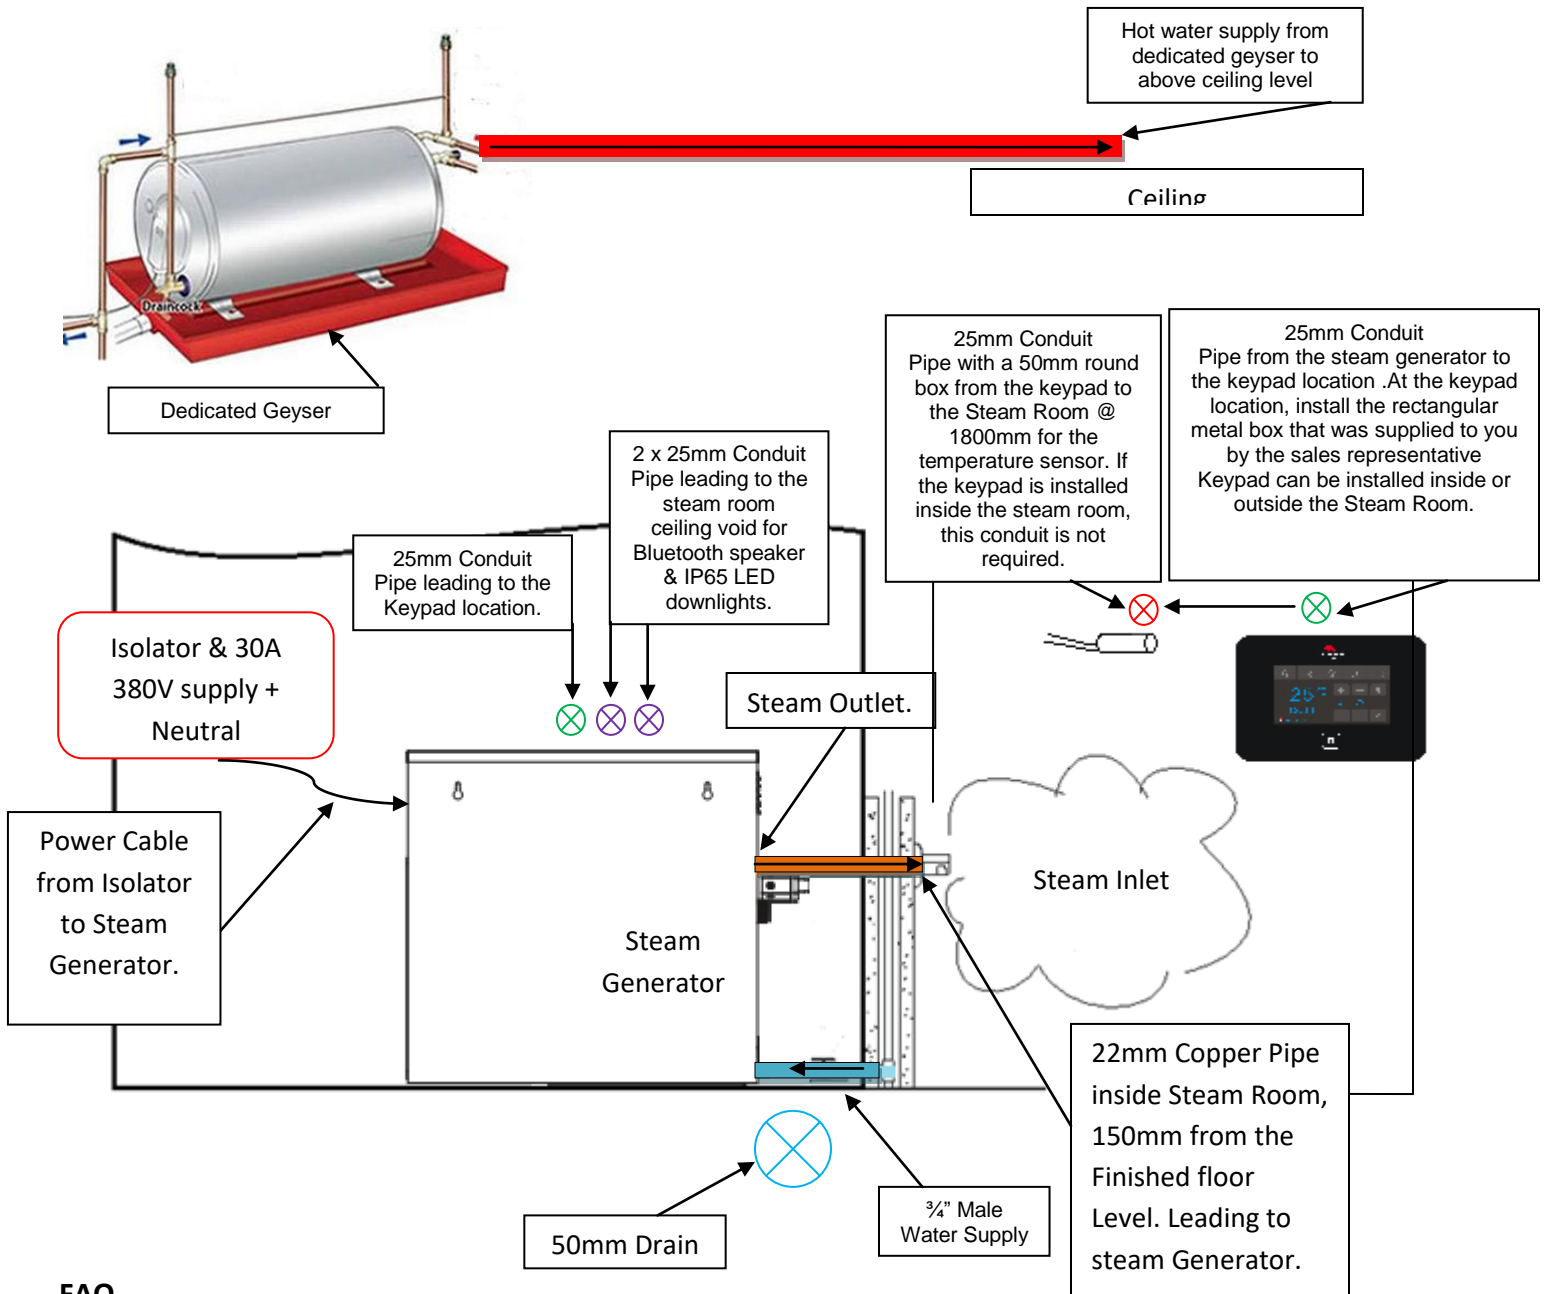 Hot water supply from
dedicated geyser to
above ceiling level
Ceiling
Draincock
Dedicated Geyser
25mm Conduit
Pipe with a 50mm round
box from the keypad to
the Steam Room @
1800mm for the
temperature sensor. If
the keypad is installed
inside the steam room,
this conduit is not
required.
25mm Conduit
Pipe from the steam generator to
the keypad location .At the keypad
location, install the rectangular
metal box that was supplied to you
by the sales representative
Keypad can be installed inside or
outside the Steam Room.
2 x 25mm Conduit
Pipe leading to the
steam room
ceiling void for
Bluetooth speaker
& IP65 LED
downlights.
25mm Conduit
Pipe leading to the
Keypad location.
Isolator & 30A
380V supply +
Neutral
Steam Outlet.
25
Power Cable
from Isolator
to Steam
Generator.
Steam
Generator
Steam Inlet
22mm Copper Pipe
inside Steam Room,
150mm from the
Finished floor
Level. Leading to
steam Generator.
¾” Male
Water Supply
50mm Drain
FAQ